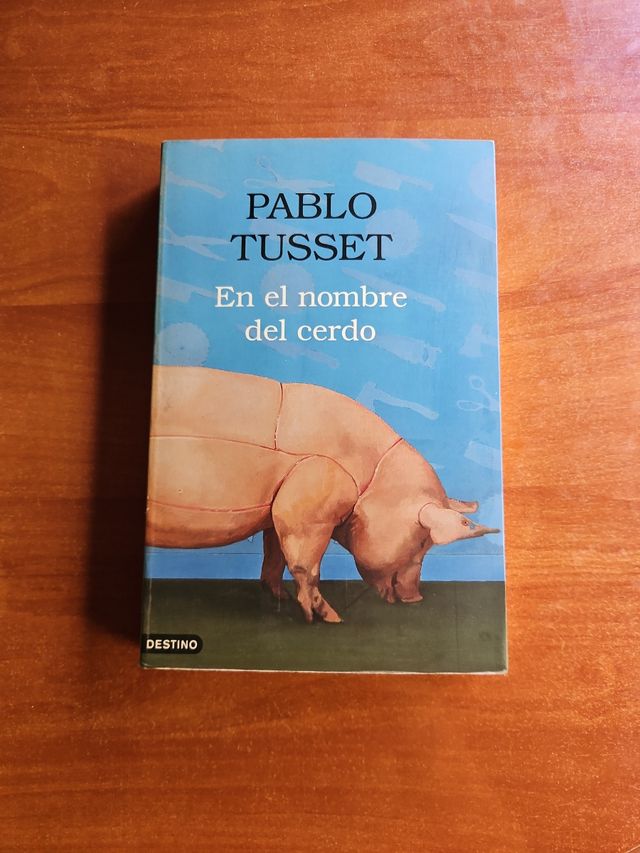 PABLO
TUSSET
En el nombre
del cerdo
DESTINO